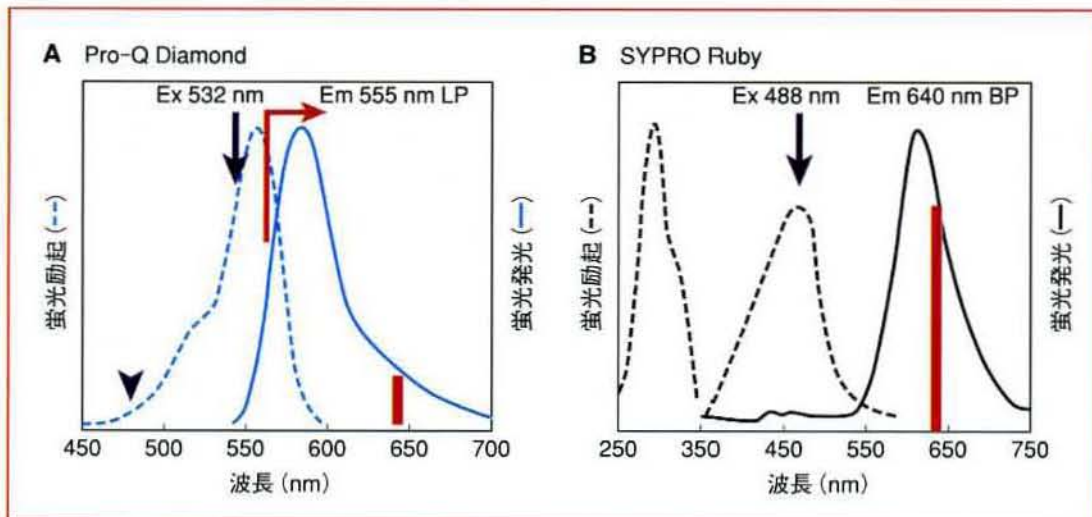 A Pro-Q Diamond
Ex 532 nm
Em 555 nm LP
蛍光励起 (---)
蛍光発光 (—)
450 500 550 600 650 700
波長 (nm)
B SYPRO Ruby
Ex 488 nm
Em 640 nm BP
蛍光励起 (---)
蛍光発光 (—)
250 350 450 550 650 750
波長 (nm)